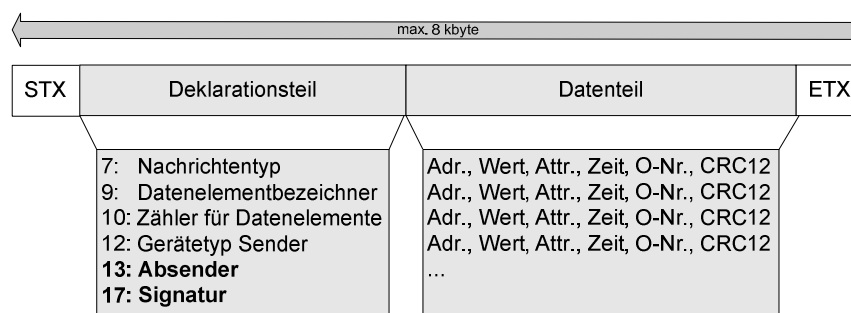 max. 8 kbyte
STX Deklarationsteil Datenteil ETX
7: Nachrichtentyp
9: Datenelementbezeichner
10: Zähler für Datenelemente
12: Gerätetyp Sender
13: Absender
17: Signatur
Adr., Wert, Attr., Zeit, O-Nr., CRC12
Adr., Wert, Attr., Zeit, O-Nr., CRC12
Adr., Wert, Attr., Zeit, O-Nr., CRC12
Adr., Wert, Attr., Zeit, O-Nr., CRC12
...